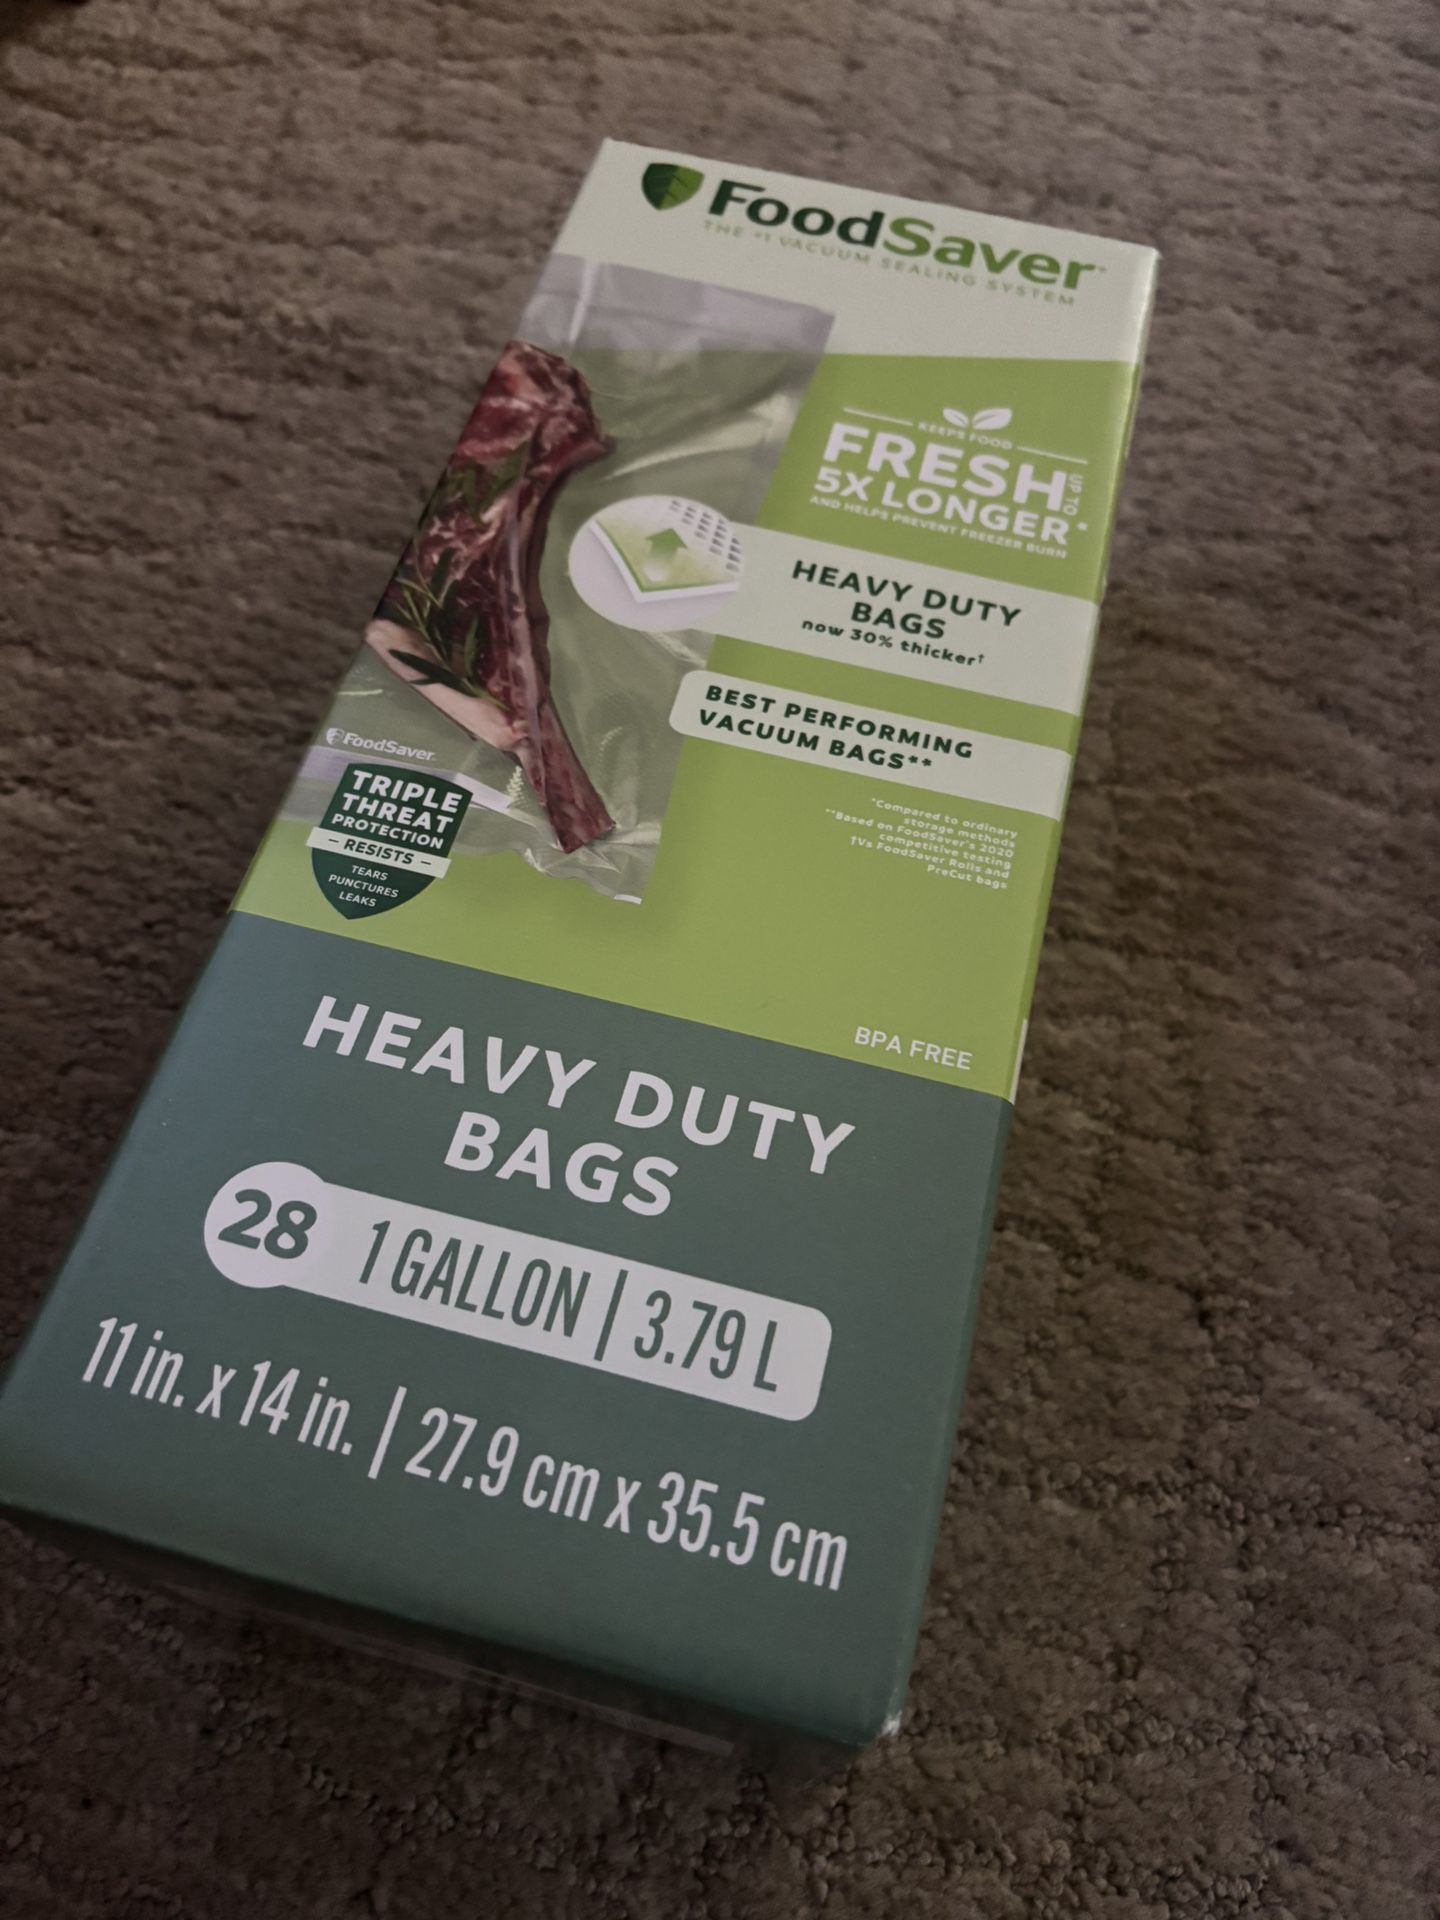 FoodSaver
THE #1 VACUUM SEALING SYSTEM
KEEPS FOOD
FRESH
UP TO
5X LONGER*
AND HELPS PREVENT FREEZER BURN
HEAVY DUTY
BAGS
now 30% thicker†
BEST PERFORMING
VACUUM BAGS**
*Compared to ordinary
storage methods
**Based on FoodSaver's 2020
competitive testing
†Vs FoodSaver Rolls and
PreCut bags
FoodSaver
TRIPLE
THREAT
PROTECTION
– RESISTS –
TEARS
PUNCTURES
LEAKS
BPA FREE
HEAVY DUTY
BAGS
28 1 GALLON | 3.79 L
11 in. x 14 in. | 27.9 cm x 35.5 cm